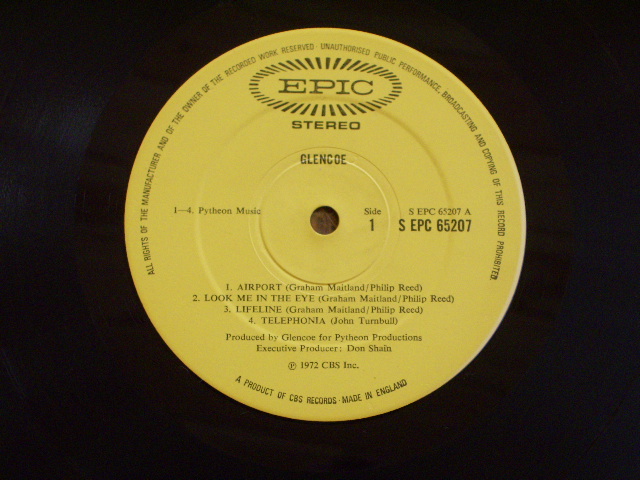 ALL RIGHTS OF THE MANUFACTURER AND OF THE OWNER OF THE RECORDED WORK RESERVED · UNAUTHORISED PUBLIC PERFORMANCE, BROADCASTING AND COPYING OF THIS RECORD PROHIBITED
EPIC
STEREO
GLENCOE
1—4. Pytheon Music
Side
1
S EPC 65207 A
S EPC 65207
1. AIRPORT (Graham Maitland/Philip Reed)
2. LOOK ME IN THE EYE (Graham Maitland/Philip Reed)
3. LIFELINE (Graham Maitland/Philip Reed)
4. TELEPHONIA (John Turnbull)
Produced by Glencoe for Pytheon Productions
Executive Producer: Don Shain
℗ 1972 CBS Inc.
A PRODUCT OF CBS RECORDS · MADE IN ENGLAND